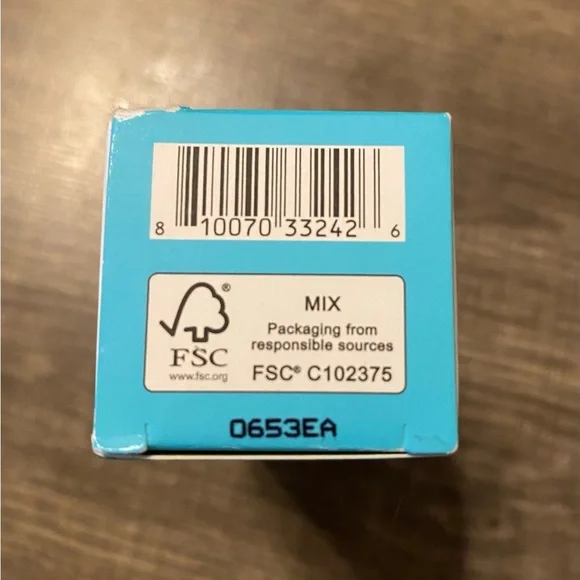 8 10070 33242 6
®
MIX
Packaging from
responsible sources
FSC
www.fsc.org
FSC® C102375
0653EA